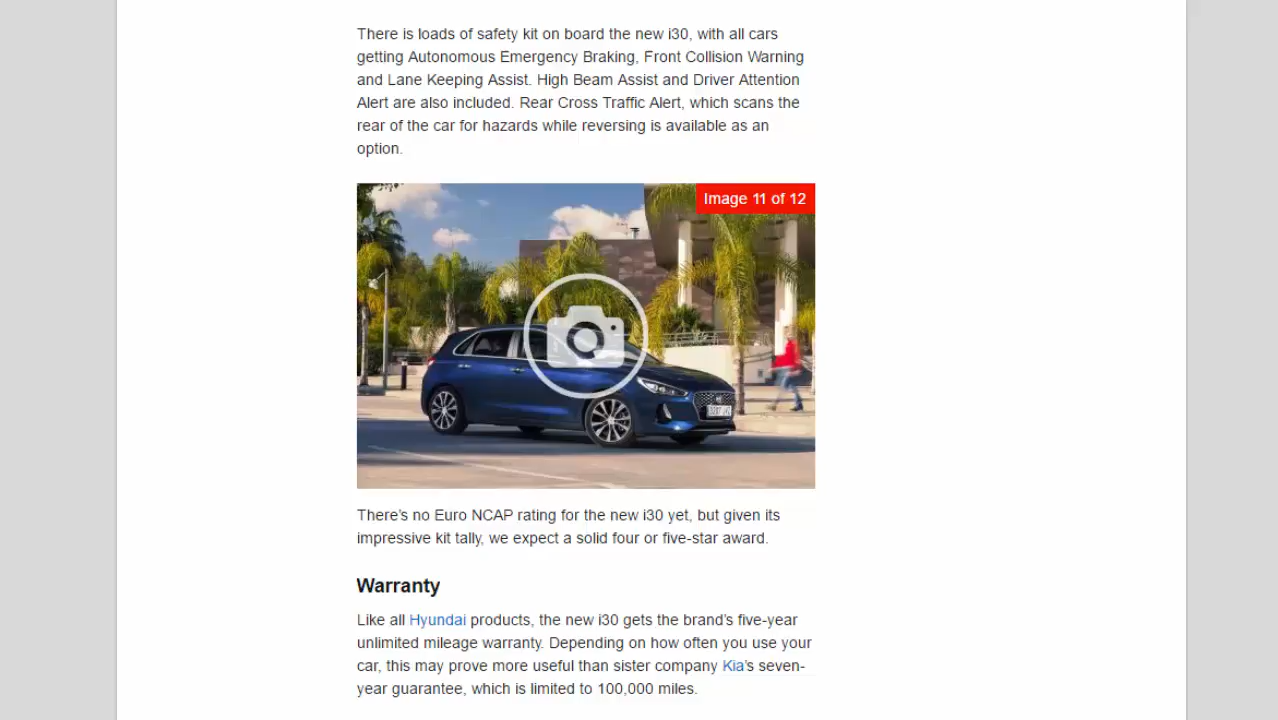 There is loads of safety kit on board the new i30, with all cars
getting Autonomous Emergency Braking, Front Collision Warning
and Lane Keeping Assist. High Beam Assist and Driver Attention
Alert are also included. Rear Cross Traffic Alert, which scans the
rear of the car for hazards while reversing is available as an
option.
Image 11 of 12
There’s no Euro NCAP rating for the new i30 yet, but given its
impressive kit tally, we expect a solid four or five-star award.
Warranty
Like all Hyundai products, the new i30 gets the brand’s five-year
unlimited mileage warranty. Depending on how often you use your
car, this may prove more useful than sister company Kia’s seven-
year guarantee, which is limited to 100,000 miles.